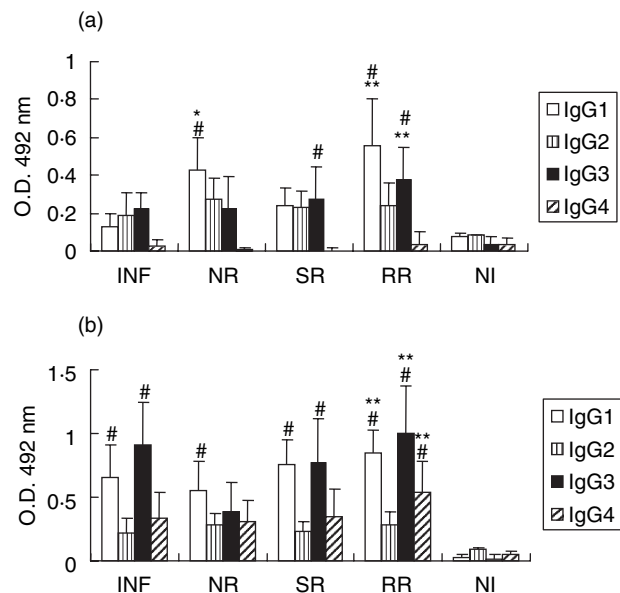 (a)
1
0·8
0·6
0·4
0·2
0
O.D. 492 nm
*
#
#
#
**
#
**
INF NR SR RR NI
IgG1
IgG2
IgG3
IgG4
(b)
1·5
1
0·5
0
O.D. 492 nm
#
#
#
#
#
**
#
**
#
**
#
INF NR SR RR NI
IgG1
IgG2
IgG3
IgG4